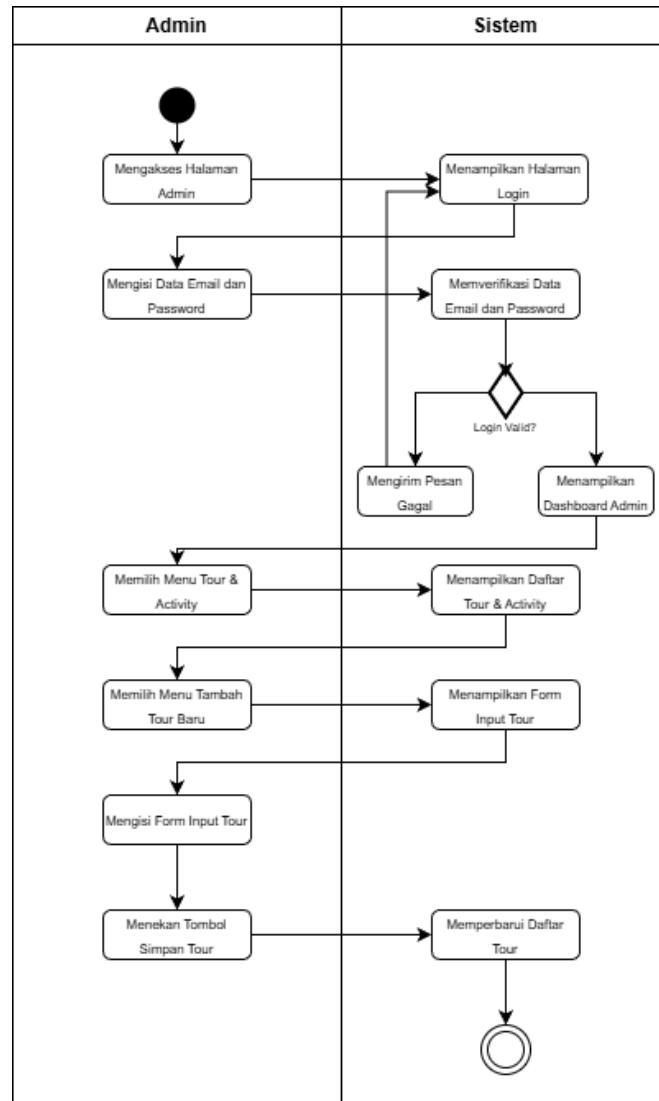 Admin
Sistem
Mengakses Halaman
Admin
Menampilkan Halaman
Login
Mengisi Data Email dan
Password
Memverifikasi Data
Email dan Password
Login Valid?
Mengirim Pesan
Gagal
Menampilkan
Dashboard Admin
Memilih Menu Tour &
Activity
Menampilkan Daftar
Tour & Activity
Memilih Menu Tambah
Tour Baru
Menampilkan Form
Input Tour
Mengisi Form Input Tour
Menekan Tombol
Simpan Tour
Memperbarui Daftar
Tour